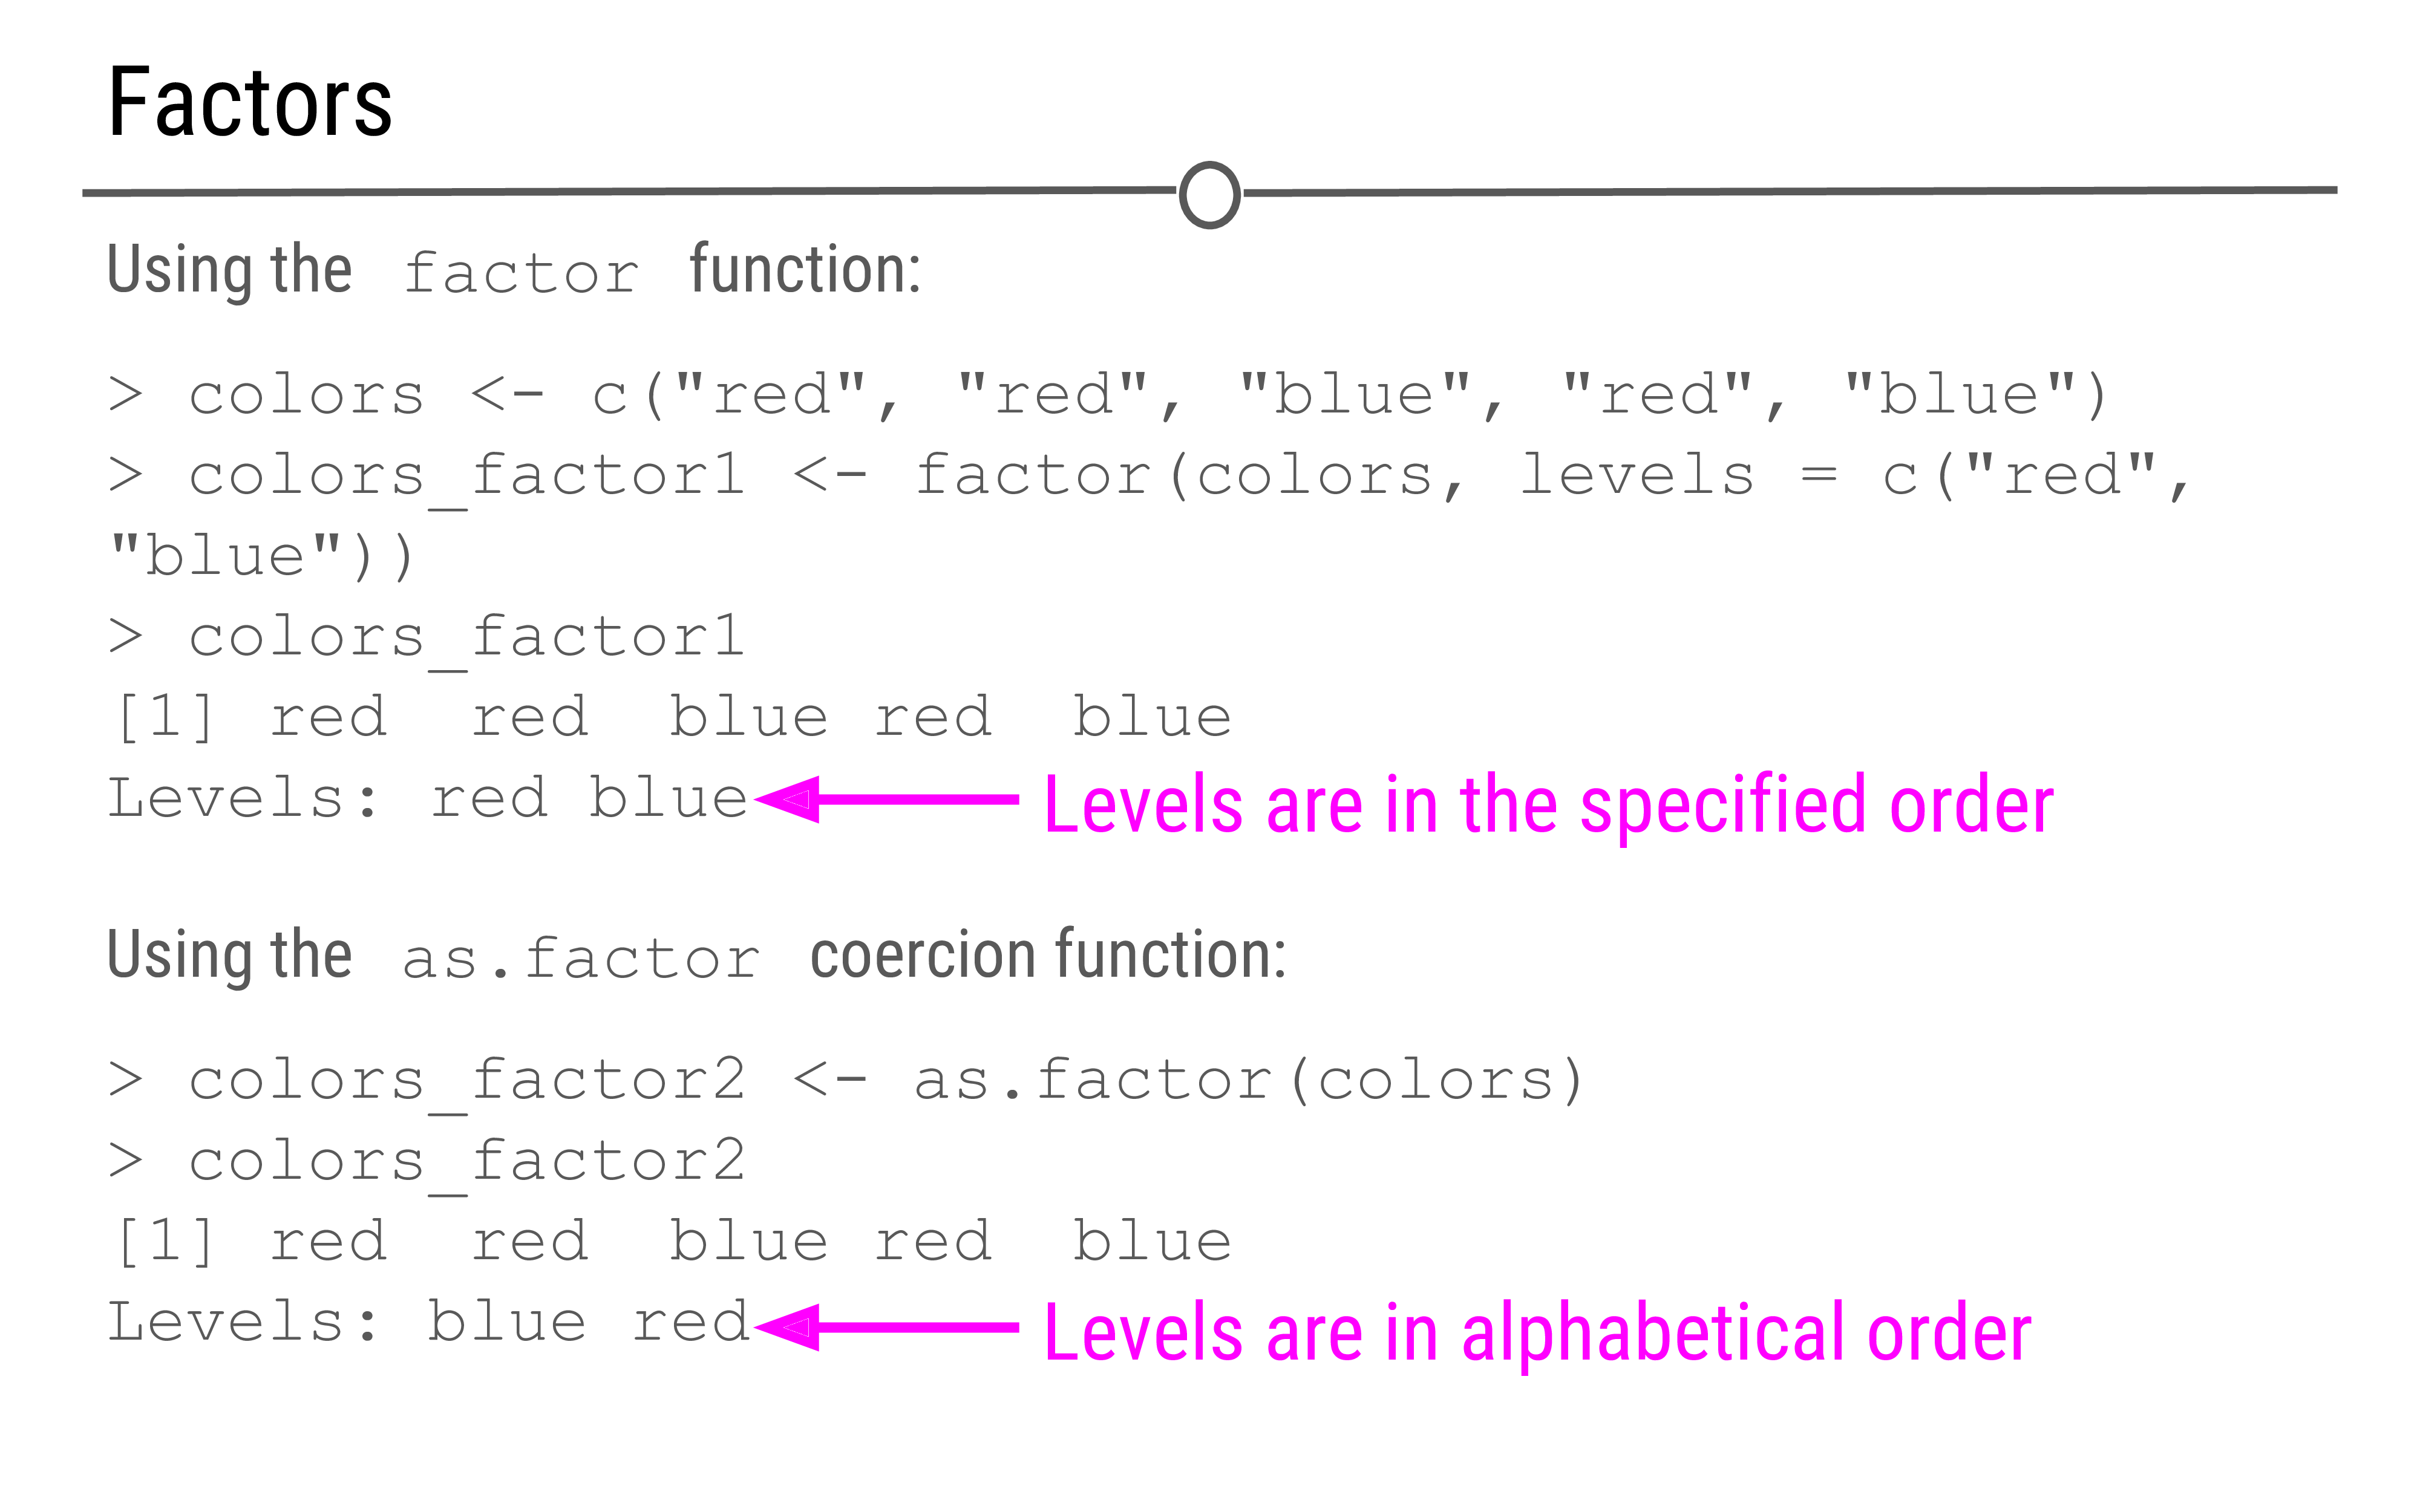 Factors
Using the factor function:
> colors <- c("red", "red", "blue", "red", "blue")
> colors_factor1 <- factor(colors, levels = c("red",
"blue"))
> colors_factor1
[1] red  red  blue red  blue
Levels: red blue
Levels are in the specified order
Using the as.factor coercion function:
> colors_factor2 <- as.factor(colors)
> colors_factor2
[1] red  red  blue red  blue
Levels: blue red
Levels are in alphabetical order